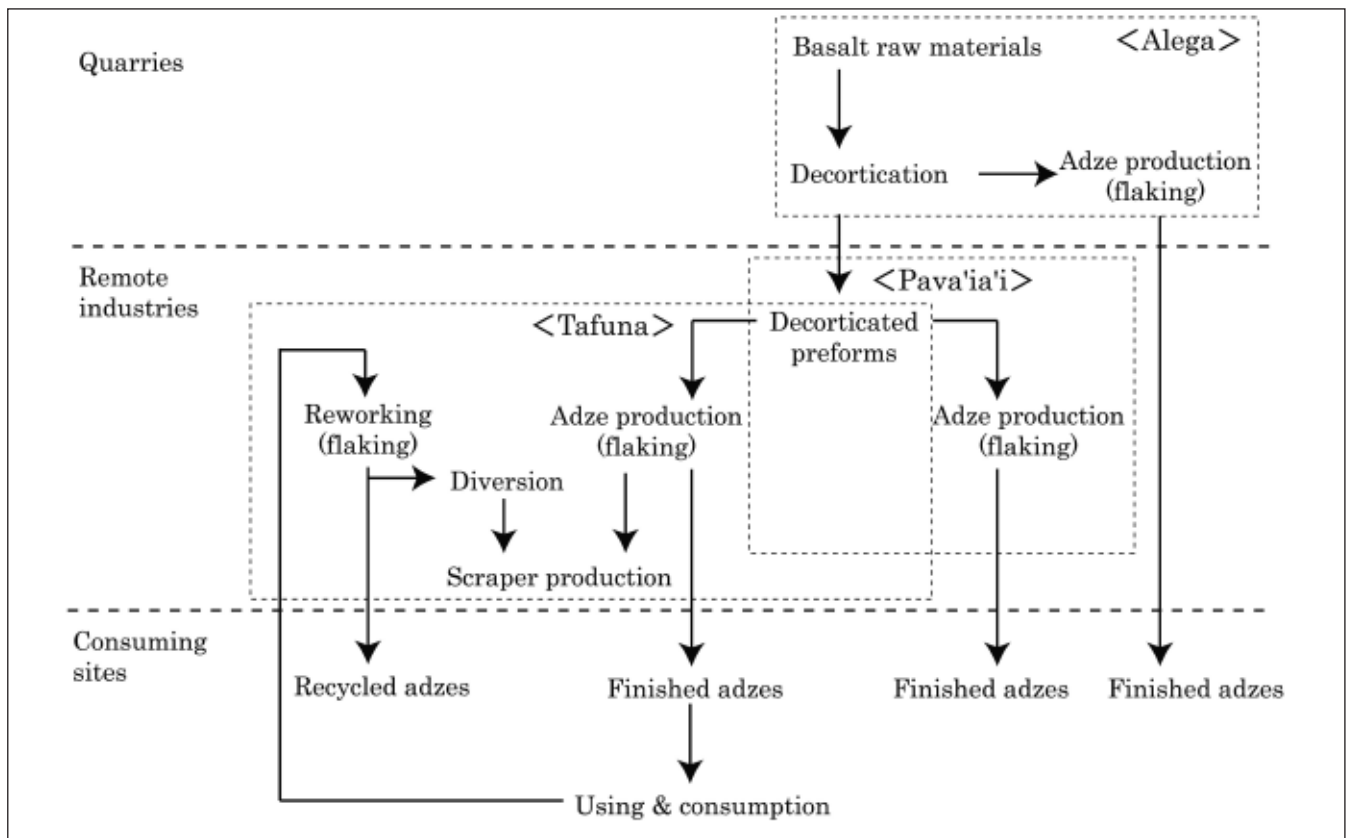 Quarries
Basalt raw materials
<Alega>
Decortication
Adze production
(flaking)
Remote
industries
<Pava'ia'i>
<Tafuna>
Decorticated
preforms
Reworking
(flaking)
Adze production
(flaking)
Adze production
(flaking)
Diversion
Scraper production
Consuming
sites
Recycled adzes
Finished adzes
Finished adzes
Finished adzes
Using & consumption